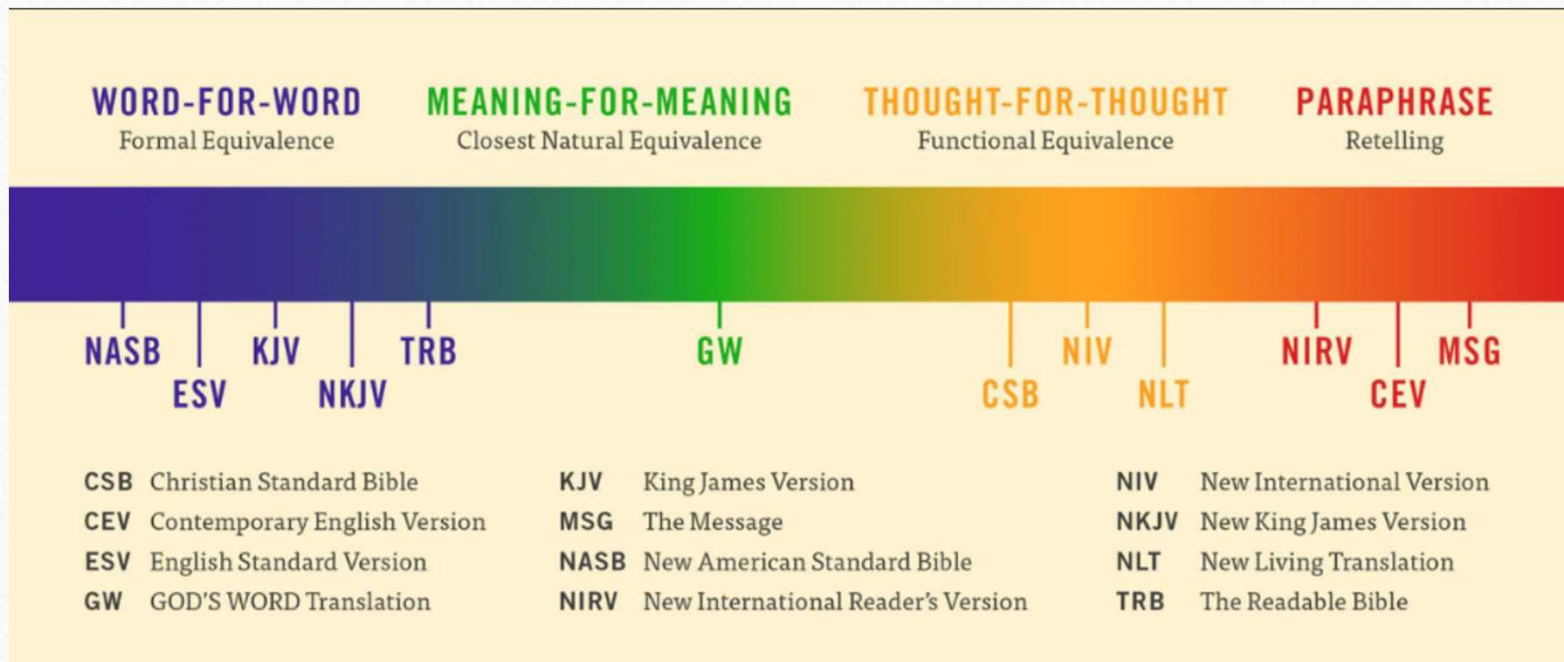 WORD-FOR-WORD MEANING-FOR-MEANING THOUGHT-FOR-THOUGHT PARAPHRASE
Formal Equivalence Closest Natural Equivalence Functional Equivalence Retelling
NASB KJV TRB GW NIV NIRV MSG
ESV NKJV CSB NLT CEV
CSB Christian Standard Bible
CEV Contemporary English Version
ESV English Standard Version
GW GOD'S WORD Translation
KJV King James Version
MSG The Message
NASB New American Standard Bible
NIRV New International Reader's Version
NIV New International Version
NKJV New King James Version
NLT New Living Translation
TRB The Readable Bible